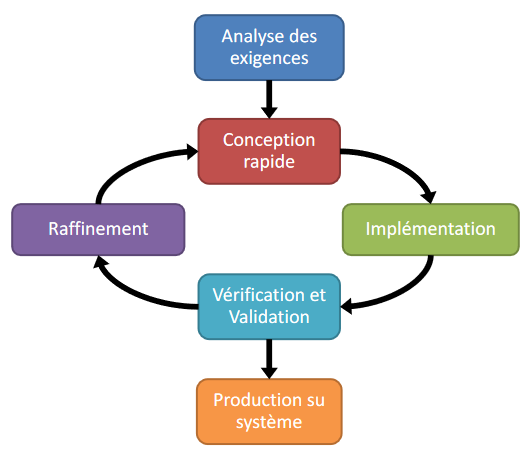 Analyse des
exigences
Conception
rapide
Raffinement
Implémentation
Vérification et
Validation
Production su
système